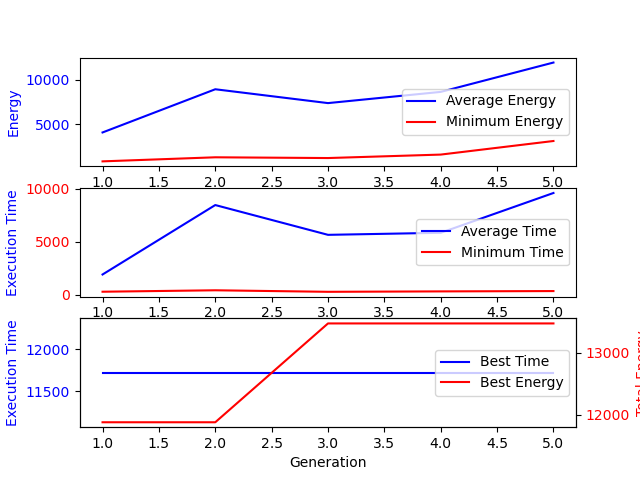 10000
5000
Energy
Average Energy
Minimum Energy
1.0 1.5 2.0 2.5 3.0 3.5 4.0 4.5 5.0
10000
5000
0
Execution Time
Average Time
Minimum Time
1.0 1.5 2.0 2.5 3.0 3.5 4.0 4.5 5.0
12000
11500
Execution Time
Best Time
Best Energy
13000
12000
Total Energy
1.0 1.5 2.0 2.5 3.0 3.5 4.0 4.5 5.0
Generation